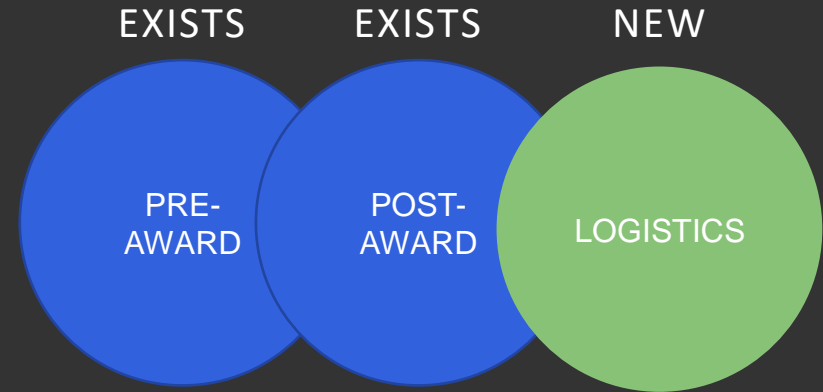 EXISTS
EXISTS
NEW
PRE-
AWARD
POST-
AWARD
LOGISTICS